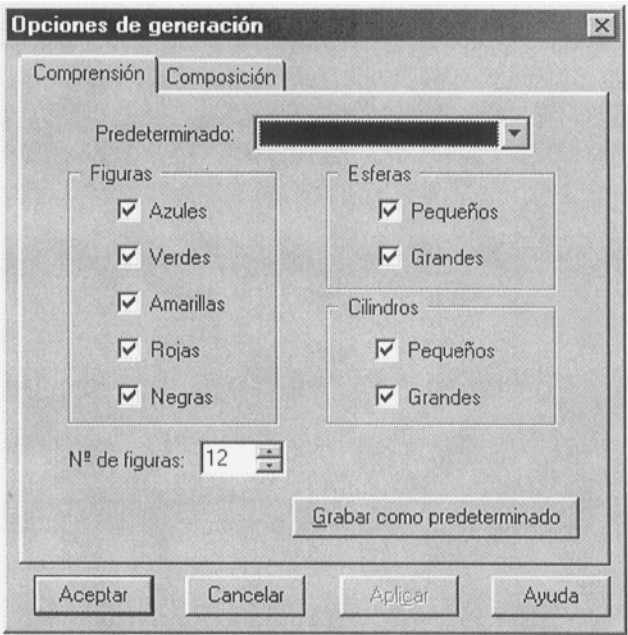 Opciones de generación
Comprensión Composición
Predeterminado:
Figuras
Azules
Verdes
Amarillas
Rojas
Negras
Esferas
Pequeños
Grandes
Cilindros
Pequeños
Grandes
Nº de figuras: 12
Grabar como predeterminado
Aceptar Cancelar Aplicar Ayuda